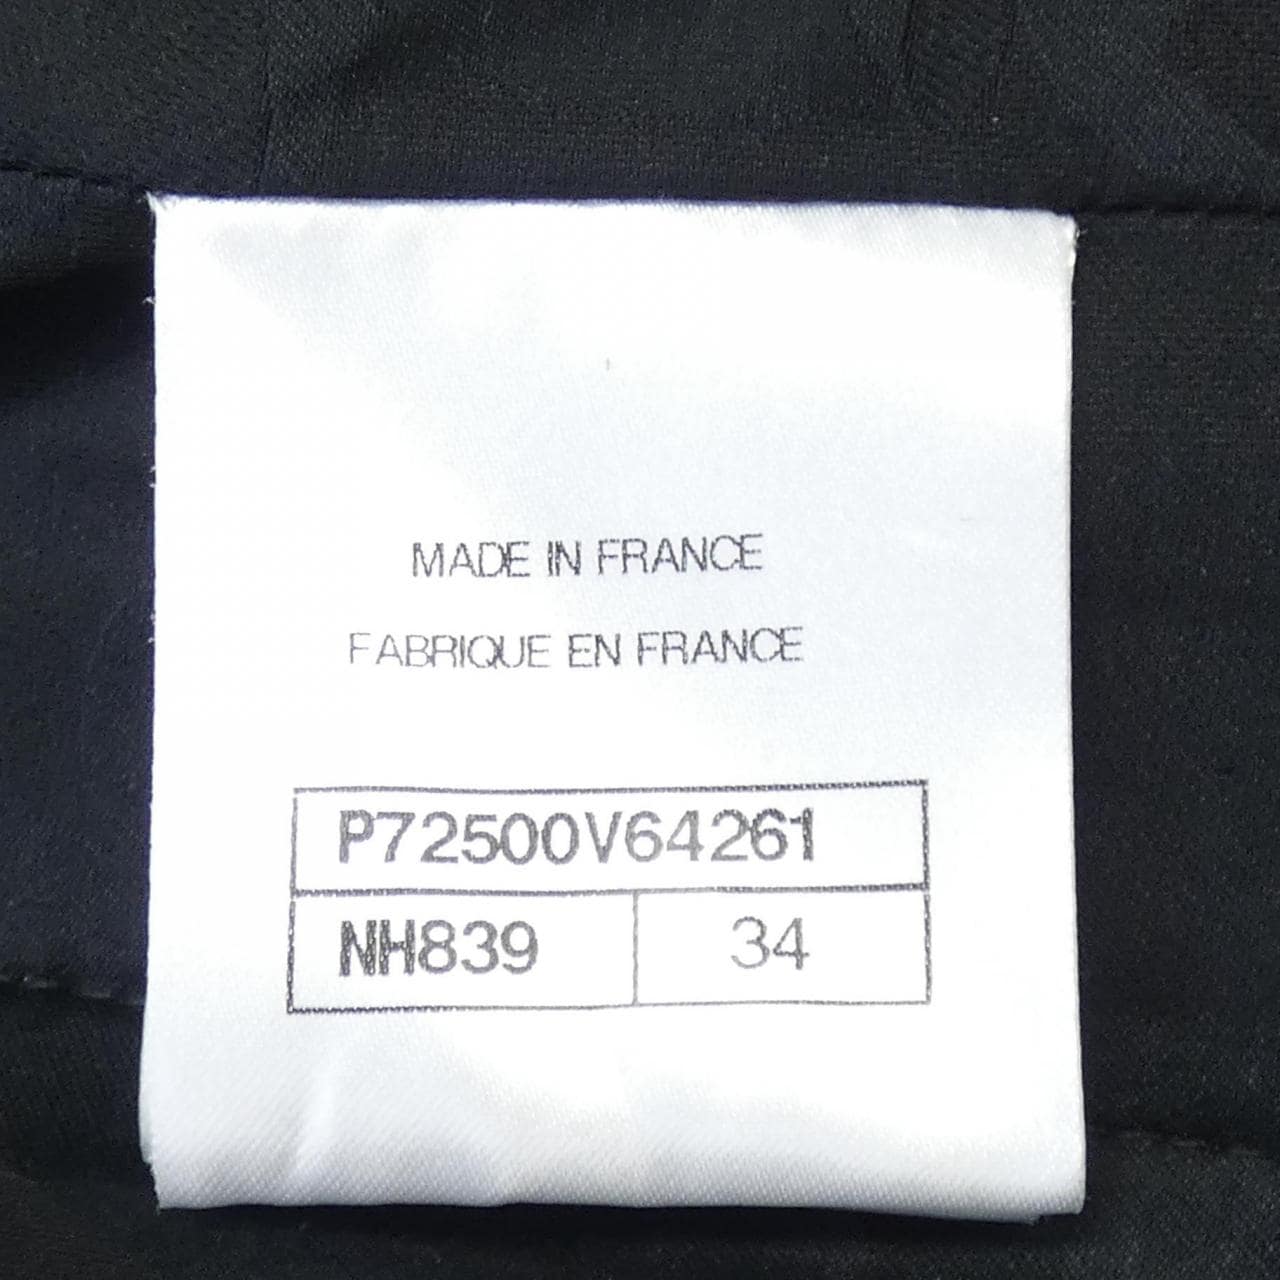 MADE IN FRANCE
FABRIQUE EN FRANCE
P72500V64261
NH839 34